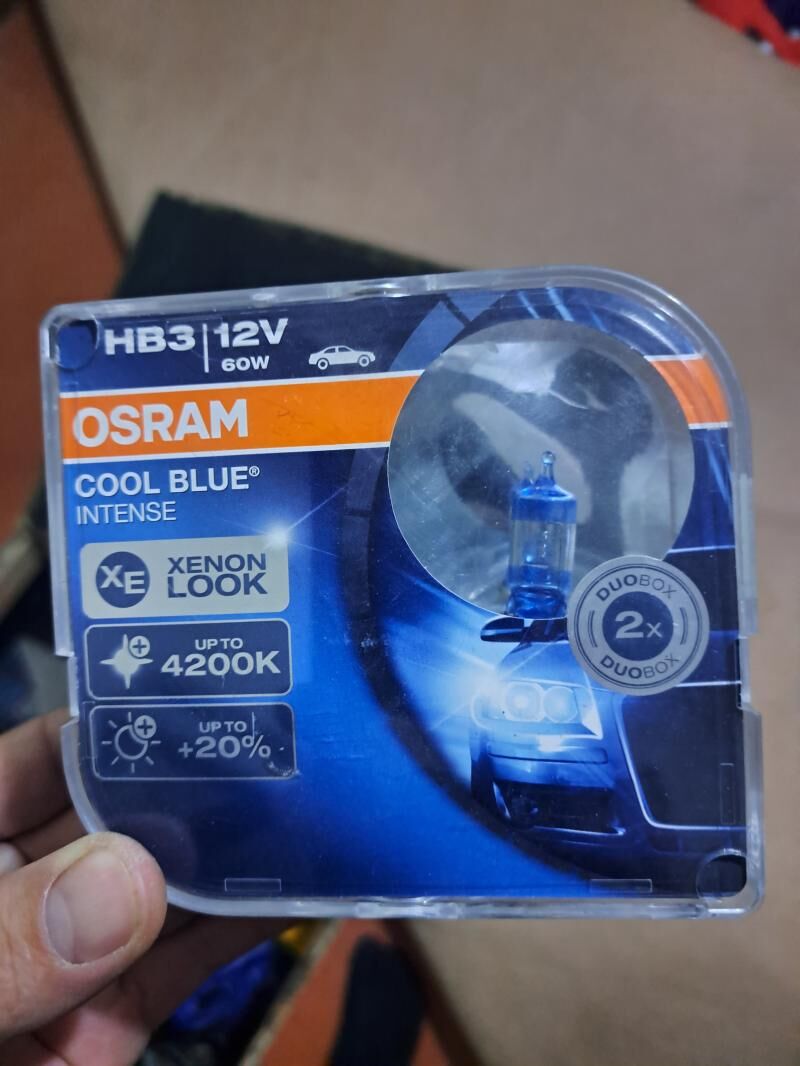 HB3 | 12V
60W
OSRAM
COOL BLUE®
INTENSE
XE XENON
LOOK
UP TO
4200K
UP TO
+20%
DUOBOX
2x
DUOBOX